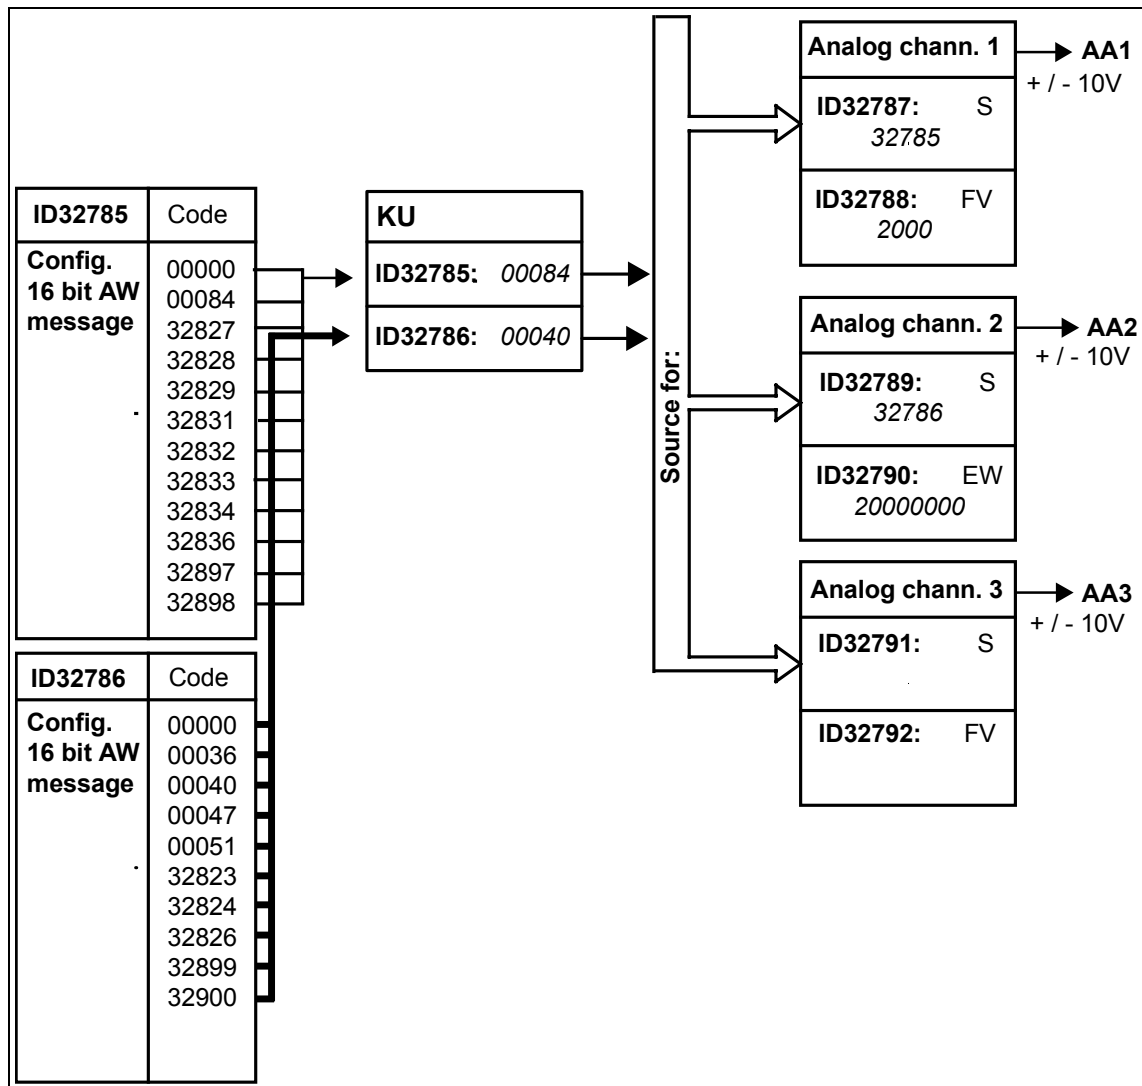 ID32785 Code
Config.
16 bit AW
message
00000
00084
32827
32828
32829
32831
32832
32833
32834
32836
32897
32898
ID32786 Code
Config.
16 bit AW
message
00000
00036
00040
00047
00051
32823
32824
32826
32899
32900
KU
ID32785: 00084
ID32786: 00040
Source for:
Analog chann. 1
AA1
+ / - 10V
ID32787: S
32785
ID32788: FV
2000
Analog chann. 2
AA2
+ / - 10V
ID32789: S
32786
ID32790: EW
20000000
Analog chann. 3
AA3
+ / - 10V
ID32791: S
ID32792: FV